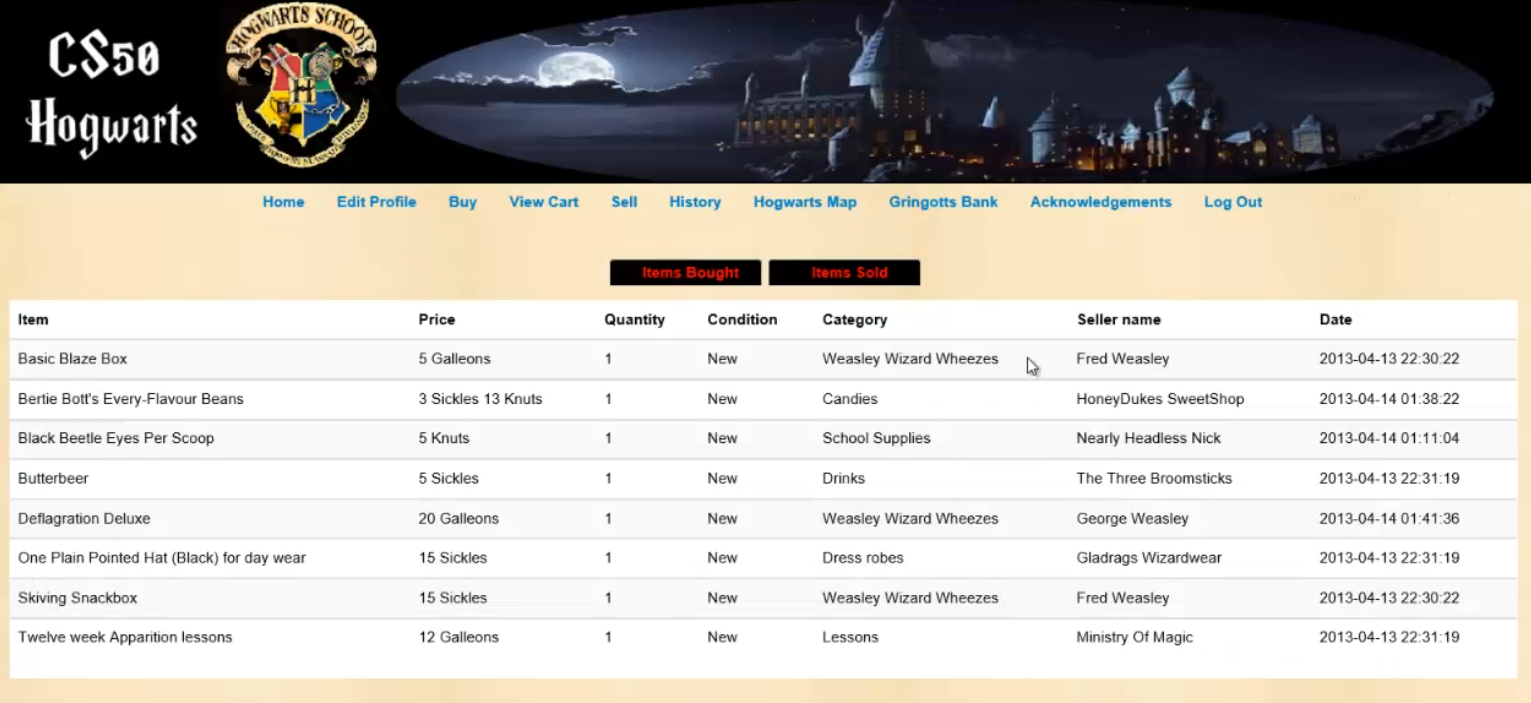 CS50
Hogwarts
HOGWARTS SCHOOL
H
Home Edit Profile Buy View Cart Sell History Hogwarts Map Gringotts Bank Acknowledgements Log Out
Items Bought Items Sold
Item Price Quantity Condition Category Seller name Date
Basic Blaze Box 5 Galleons 1 New Weasley Wizard Wheezes Fred Weasley 2013-04-13 22:30:22
Bertie Bott's Every-Flavour Beans 3 Sickles 13 Knuts 1 New Candies HoneyDukes SweetShop 2013-04-14 01:38:22
Black Beetle Eyes Per Scoop 5 Knuts 1 New School Supplies Nearly Headless Nick 2013-04-14 01:11:04
Butterbeer 5 Sickles 1 New Drinks The Three Broomsticks 2013-04-13 22:31:19
Deflagration Deluxe 20 Galleons 1 New Weasley Wizard Wheezes George Weasley 2013-04-14 01:41:36
One Plain Pointed Hat (Black) for day wear 15 Sickles 1 New Dress robes Gladrags Wizardwear 2013-04-13 22:31:19
Skiving Snackbox 15 Sickles 1 New Weasley Wizard Wheezes Fred Weasley 2013-04-13 22:30:22
Twelve week Apparition lessons 12 Galleons 1 New Lessons Ministry Of Magic 2013-04-13 22:31:19